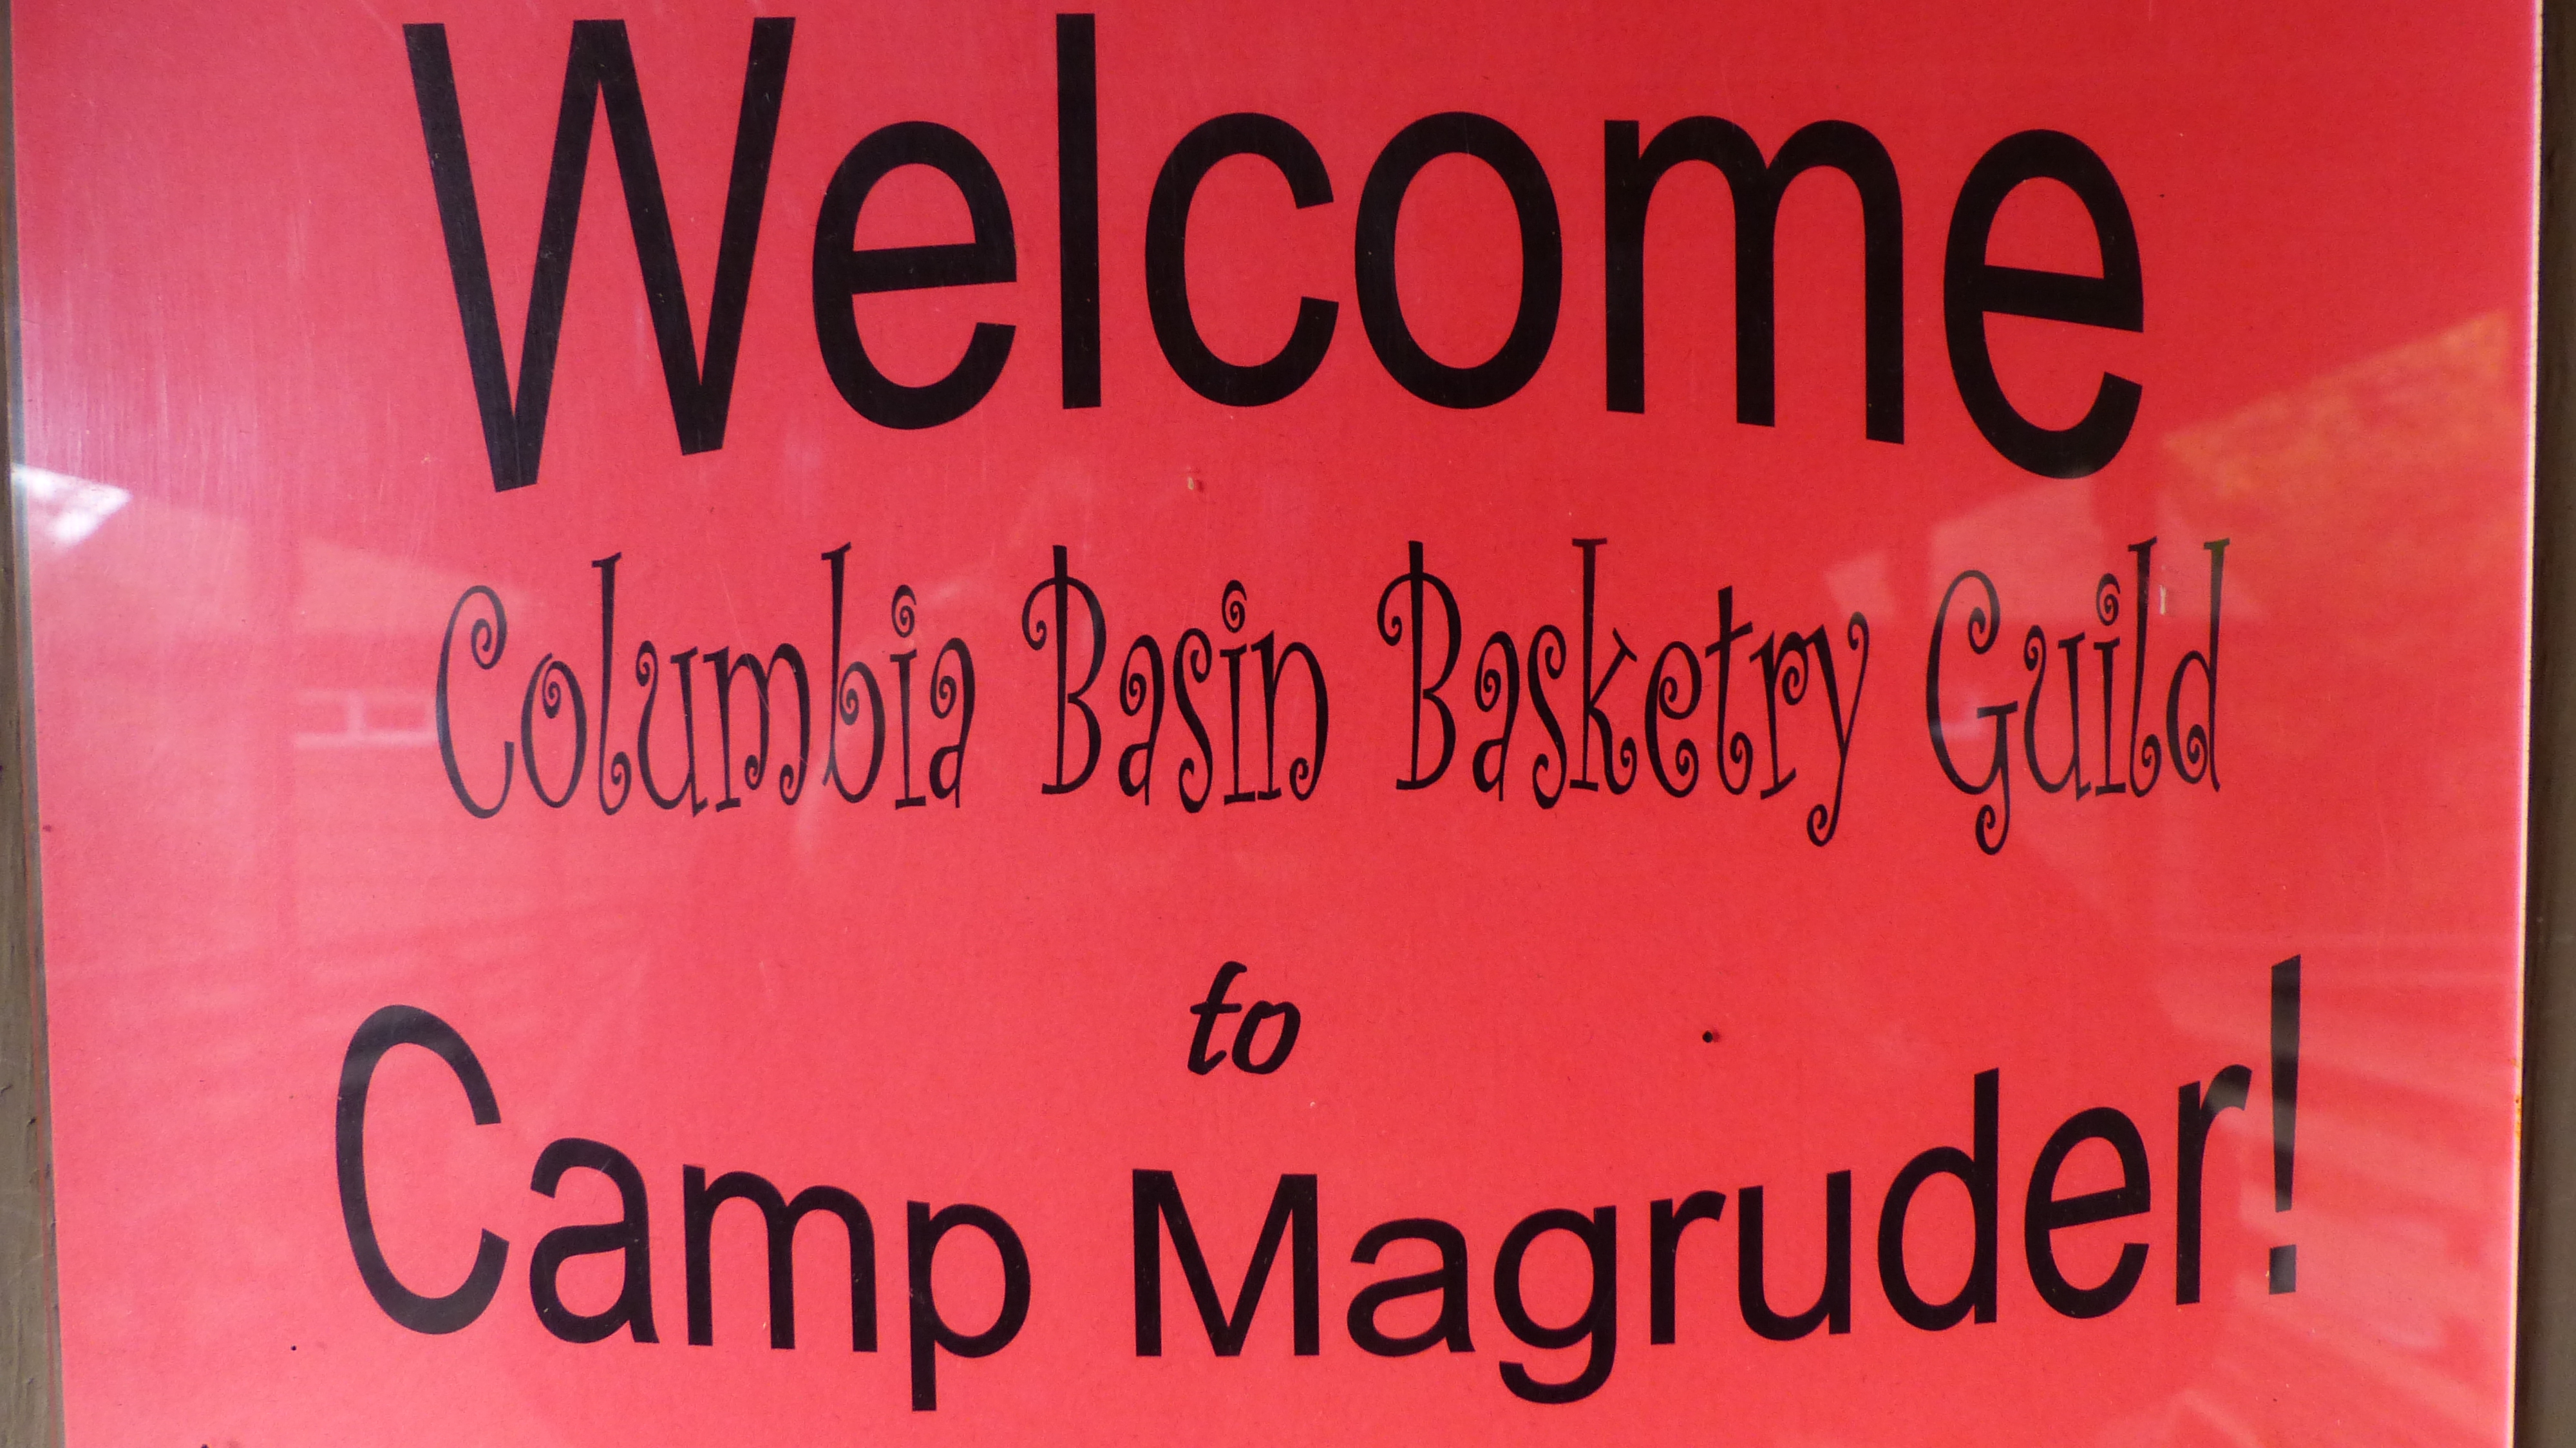 Welcome
Columbia Basin Basketry Guild
to
Camp Magruder!